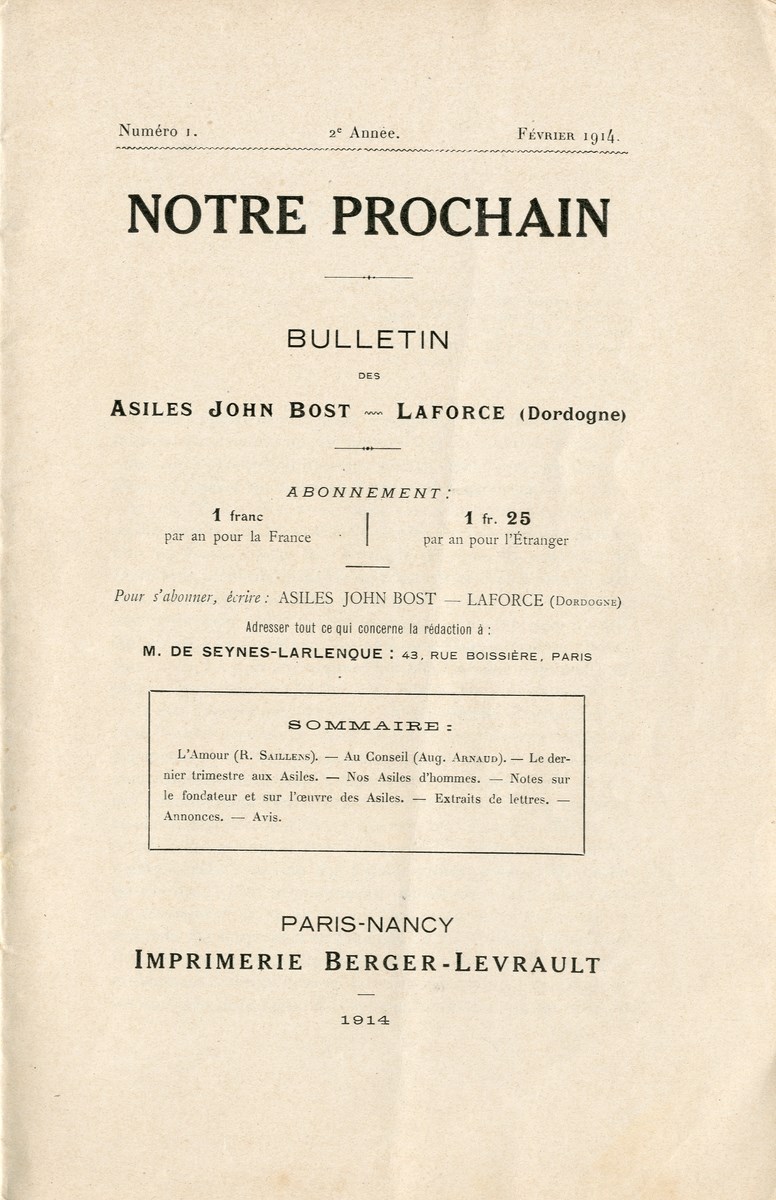 Numéro 1. 2e Année. Février 1914.
NOTRE PROCHAIN
BULLETIN
DES
ASILES JOHN BOST ~~ LAFORCE (Dordogne)
ABONNEMENT:
1 franc
par an pour la France
1 fr. 25
par an pour l'Étranger
Pour s'abonner, écrire : ASILES JOHN BOST — LAFORCE (DORDOGNE)
Adresser tout ce qui concerne la rédaction à :
M. DE SEYNES-LARLENQUE : 43, RUE BOISSIÈRE, PARIS
SOMMAIRE :
L'Amour (R. SAILLENS). — Au Conseil (Aug. ARNAUD). — Le der-
nier trimestre aux Asiles. — Nos Asiles d'hommes. — Notes sur
le fondateur et sur l'œuvre des Asiles. — Extraits de lettres. —
Annonces. — Avis.
PARIS-NANCY
IMPRIMERIE BERGER-LEVRAULT
1914